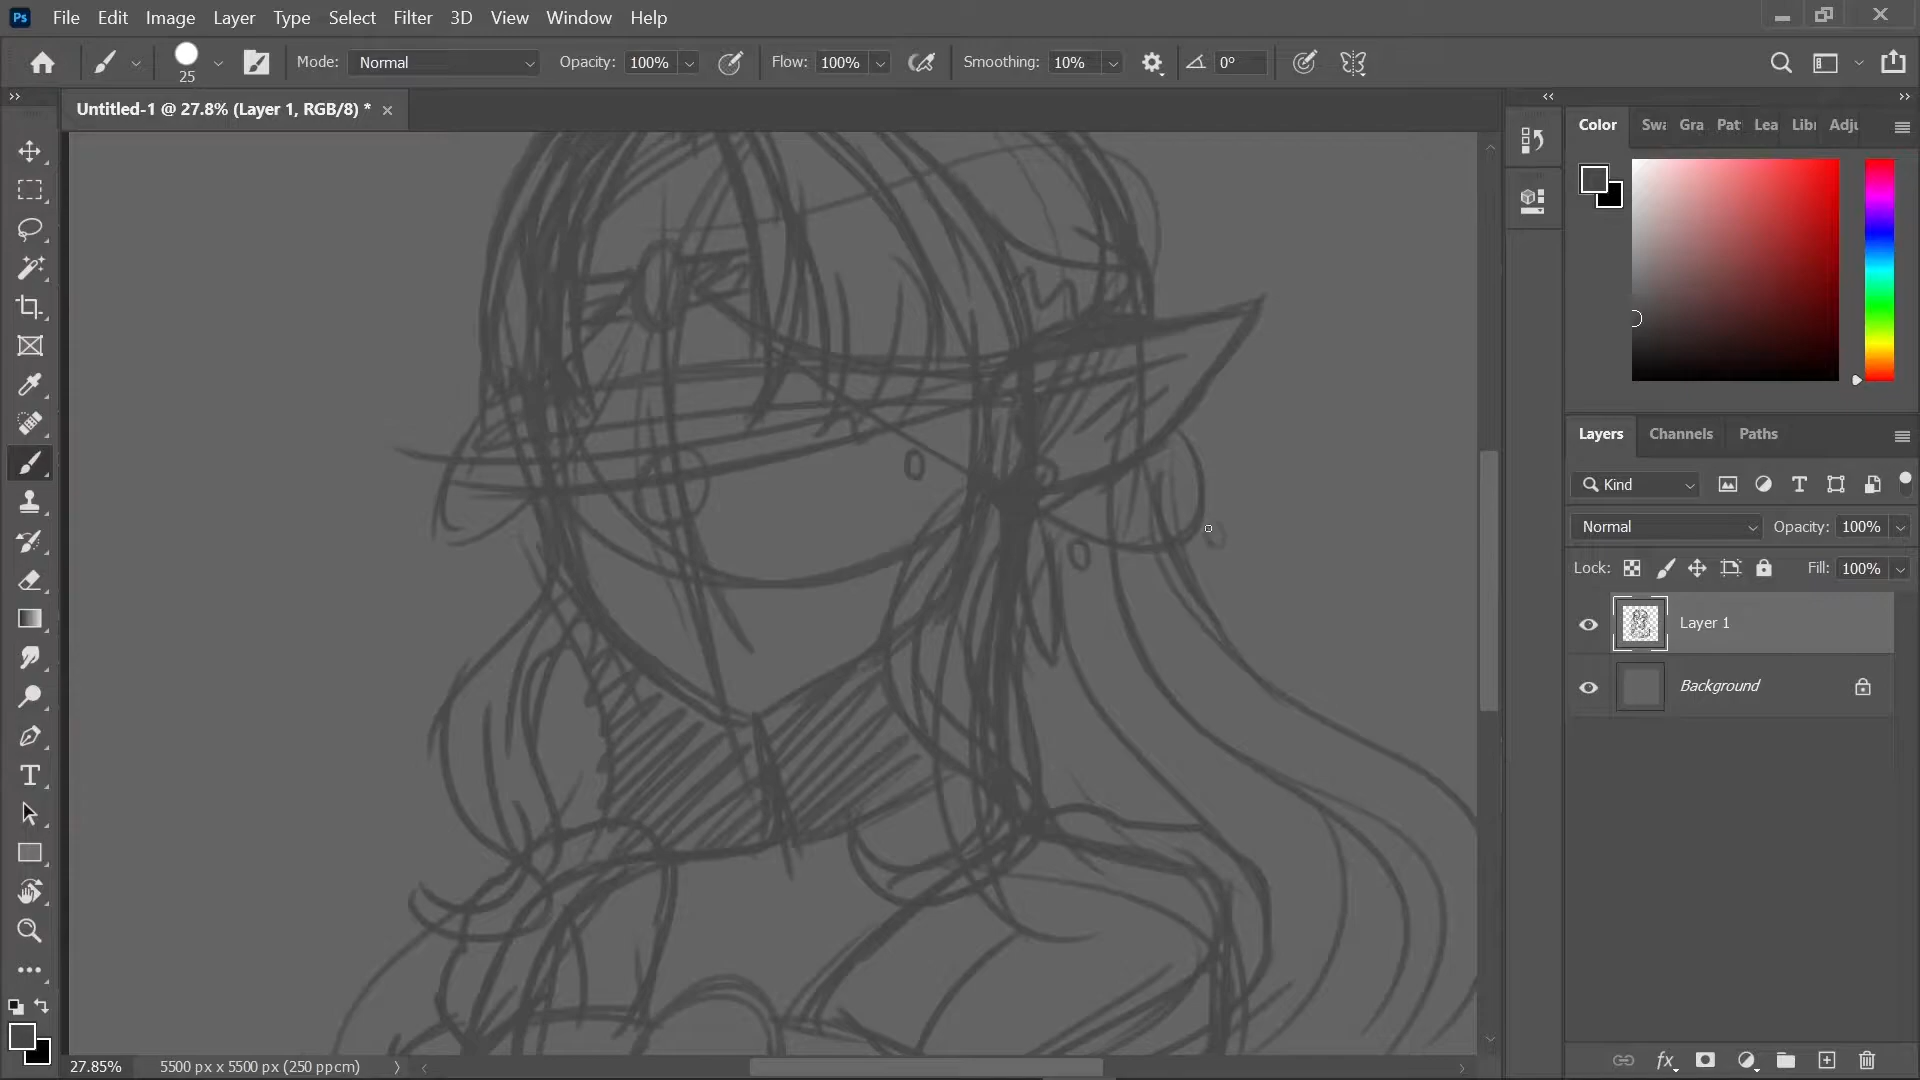 Ps File Edit Image Layer Type Select Filter 3D View Window Help
25 Mode: Normal Opacity: 100% Flow: 100% Smoothing: 10% 0°
Untitled-1 @ 27.8% (Layer 1, RGB/8) *
Color Swa Gra Pat Lea Libr Adju
Layers Channels Paths
Kind
Normal Opacity: 100%
Lock: Fill: 100%
Layer 1
Background
fx
27.85% 5500 px x 5500 px (250 ppcm)